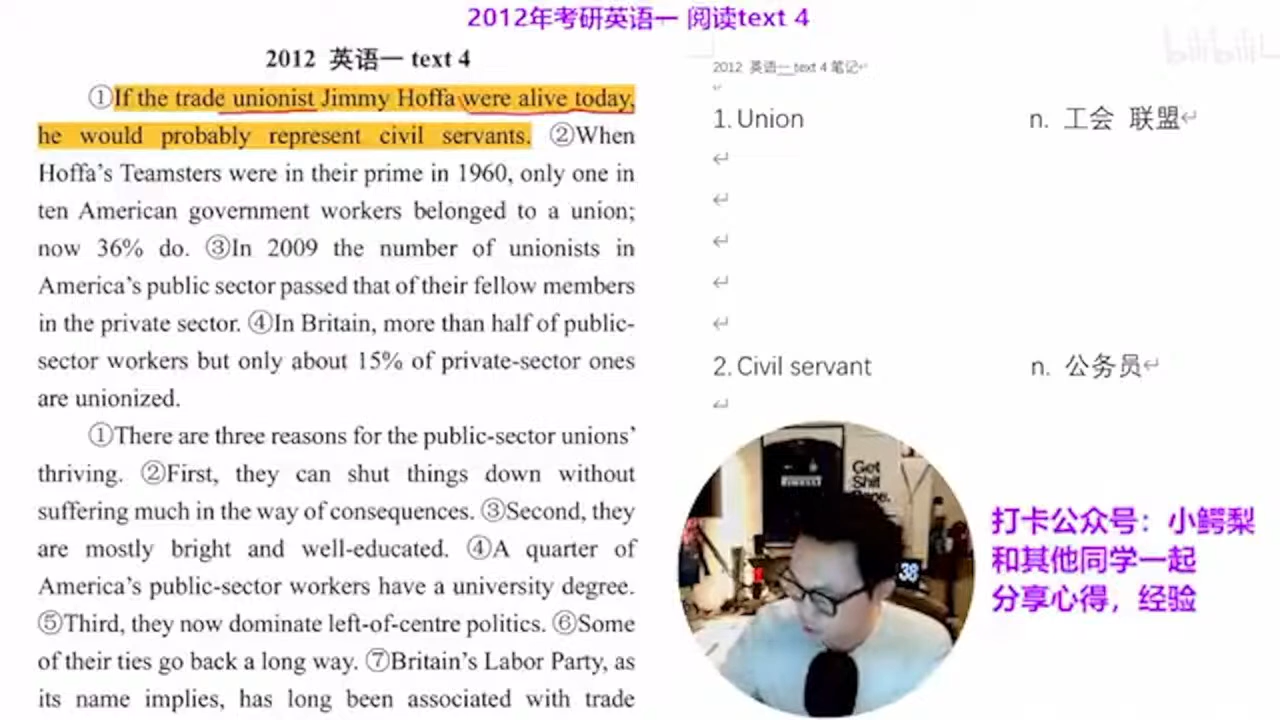 2012年考研英语一 阅读text 4
2012 英语一 text 4
①If the trade unionist Jimmy Hoffa were alive today,
he would probably represent civil servants. ②When
Hoffa's Teamsters were in their prime in 1960, only one in
ten American government workers belonged to a union;
now 36% do. ③In 2009 the number of unionists in
America's public sector passed that of their fellow members
in the private sector. ④In Britain, more than half of public-
sector workers but only about 15% of private-sector ones
are unionized.
①There are three reasons for the public-sector unions'
thriving. ②First, they can shut things down without
suffering much in the way of consequences. ③Second, they
are mostly bright and well-educated. ④A quarter of
America's public-sector workers have a university degree.
⑤Third, they now dominate left-of-centre politics. ⑥Some
of their ties go back a long way. ⑦Britain's Labor Party, as
its name implies, has long been associated with trade
bilibili
2012 英语一 text 4 笔记
1. Union n. 工会 联盟
2. Civil servant n. 公务员
PIRELLI
Get
Shit
Done.
38
打卡公众号：小鳄梨
和其他同学一起
分享心得，经验